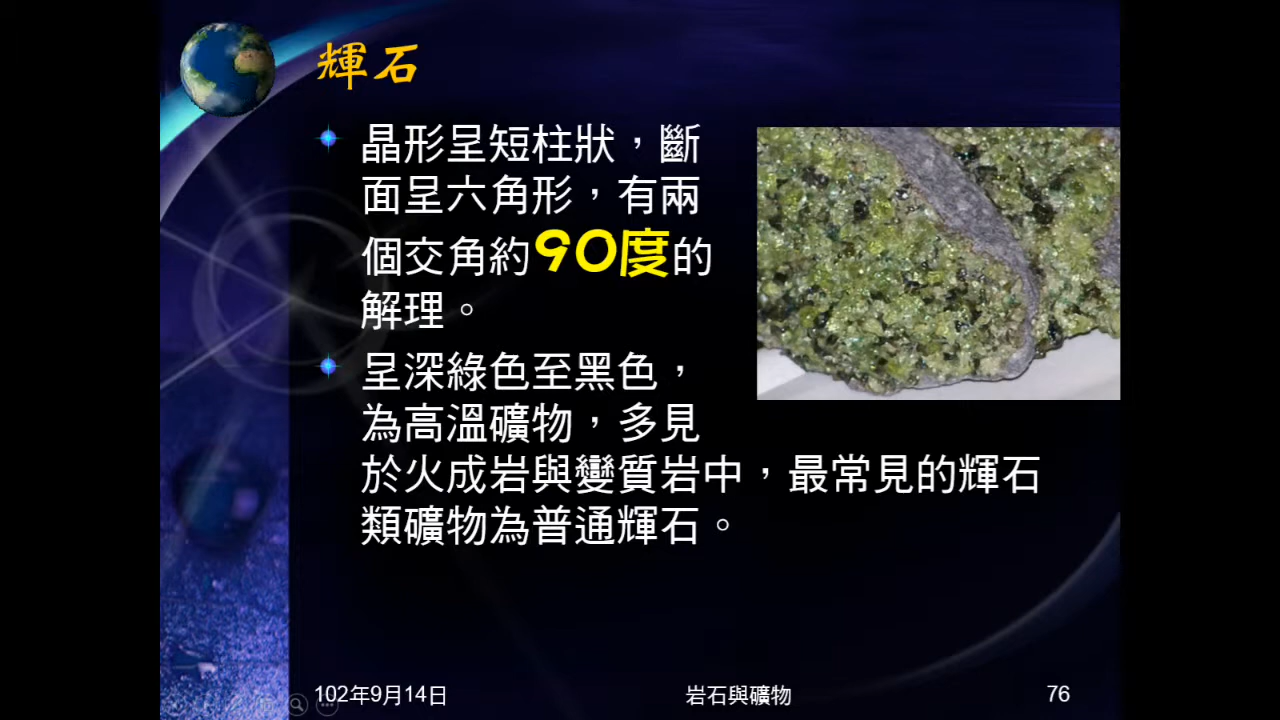 輝石
晶形呈短柱狀，斷
面呈六角形，有兩
個交角約90度的
解理。
呈深綠色至黑色，
為高溫礦物，多見
於火成岩與變質岩中，最常見的輝石
類礦物為普通輝石。
102年9月14日
岩石與礦物
76